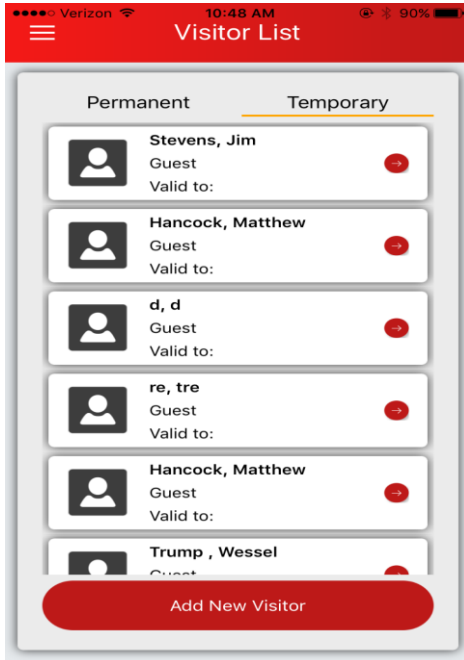 Verizon 10:48 AM 90%
Visitor List
Permanent Temporary
Stevens, Jim
Guest
Valid to:
Hancock, Matthew
Guest
Valid to:
d, d
Guest
Valid to:
re, tre
Guest
Valid to:
Hancock, Matthew
Guest
Valid to:
Trump , Wessel
Guest
Add New Visitor